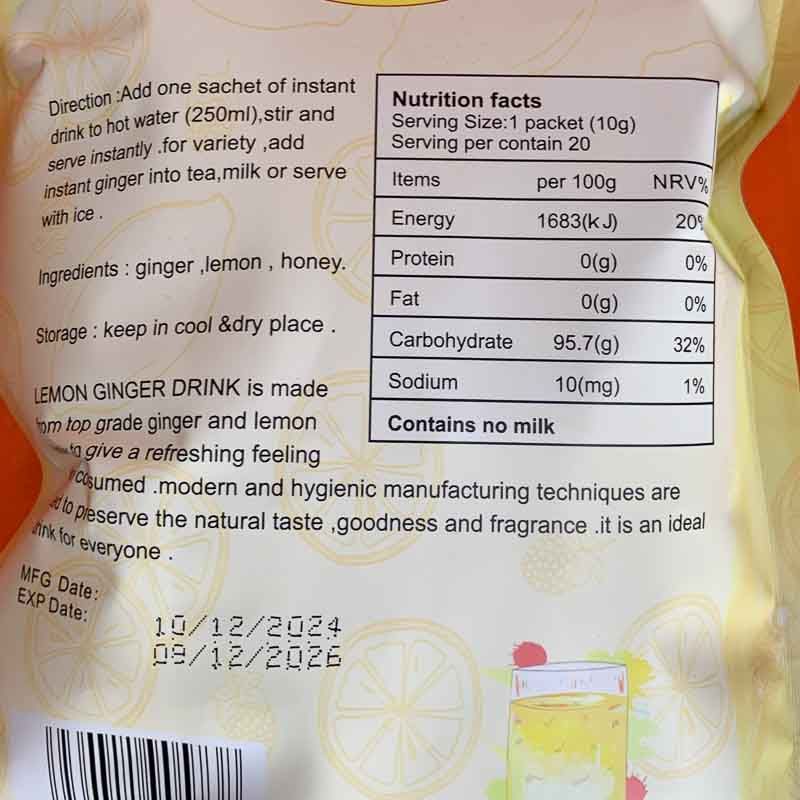 Direction :Add one sachet of instant
drink to hot water (250ml),stir and
serve instantly .for variety ,add
instant ginger into tea,milk or serve
with ice .
Ingredients : ginger ,lemon , honey.
Storage : keep in cool &dry place .
LEMON GINGER DRINK is made
top grade ginger and lemon
give a refreshing feeling
.modern and hygienic manufacturing techniques are
to preserve the natural taste ,goodness and fragrance .it is an ideal
for everyone .
Nutrition facts
Serving Size:1 packet (10g)
Serving per contain 20
Items per 100g NRV%
Energy 1683(kJ) 20%
Protein 0(g) 0%
Fat 0(g) 0%
Carbohydrate 95.7(g) 32%
Sodium 10(mg) 1%
Contains no milk
MFG Date: 10/12/2024
EXP Date: 09/12/2026